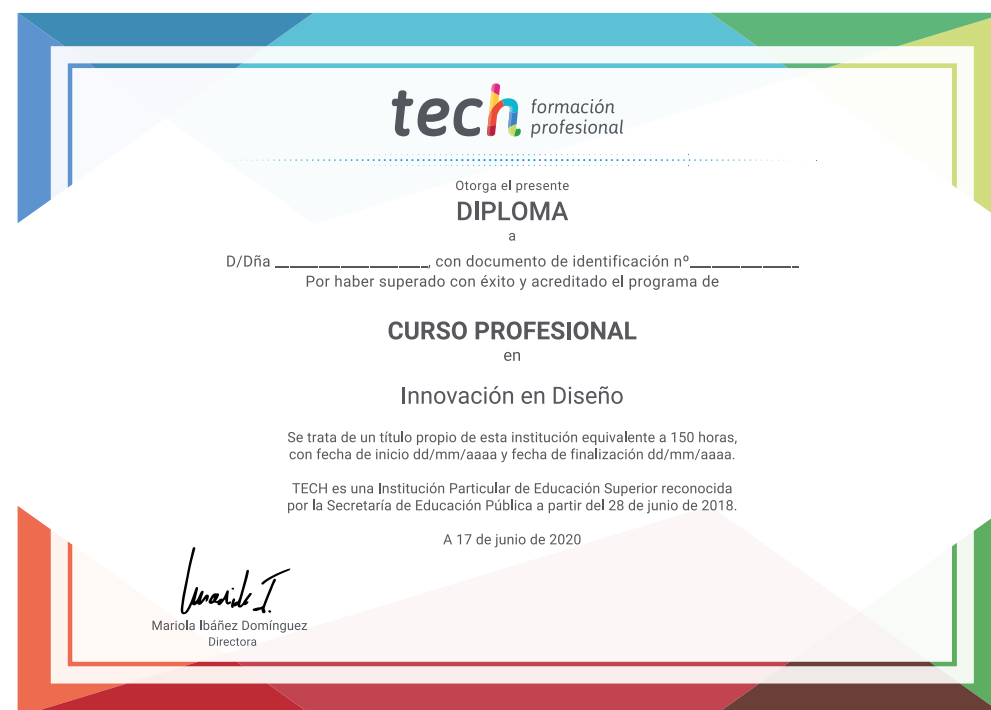 tech formación
profesional
Otorga el presente
DIPLOMA
a
D/Dña ____________________, con documento de identificación nº______________
Por haber superado con éxito y acreditado el programa de
CURSO PROFESIONAL
en
Innovación en Diseño
Se trata de un título propio de esta institución equivalente a 150 horas,
con fecha de inicio dd/mm/aaaa y fecha de finalización dd/mm/aaaa.
TECH es una Institución Particular de Educación Superior reconocida
por la Secretaría de Educación Pública a partir del 28 de junio de 2018.
A 17 de junio de 2020
Mariola I.
Mariola Ibáñez Domínguez
Directora